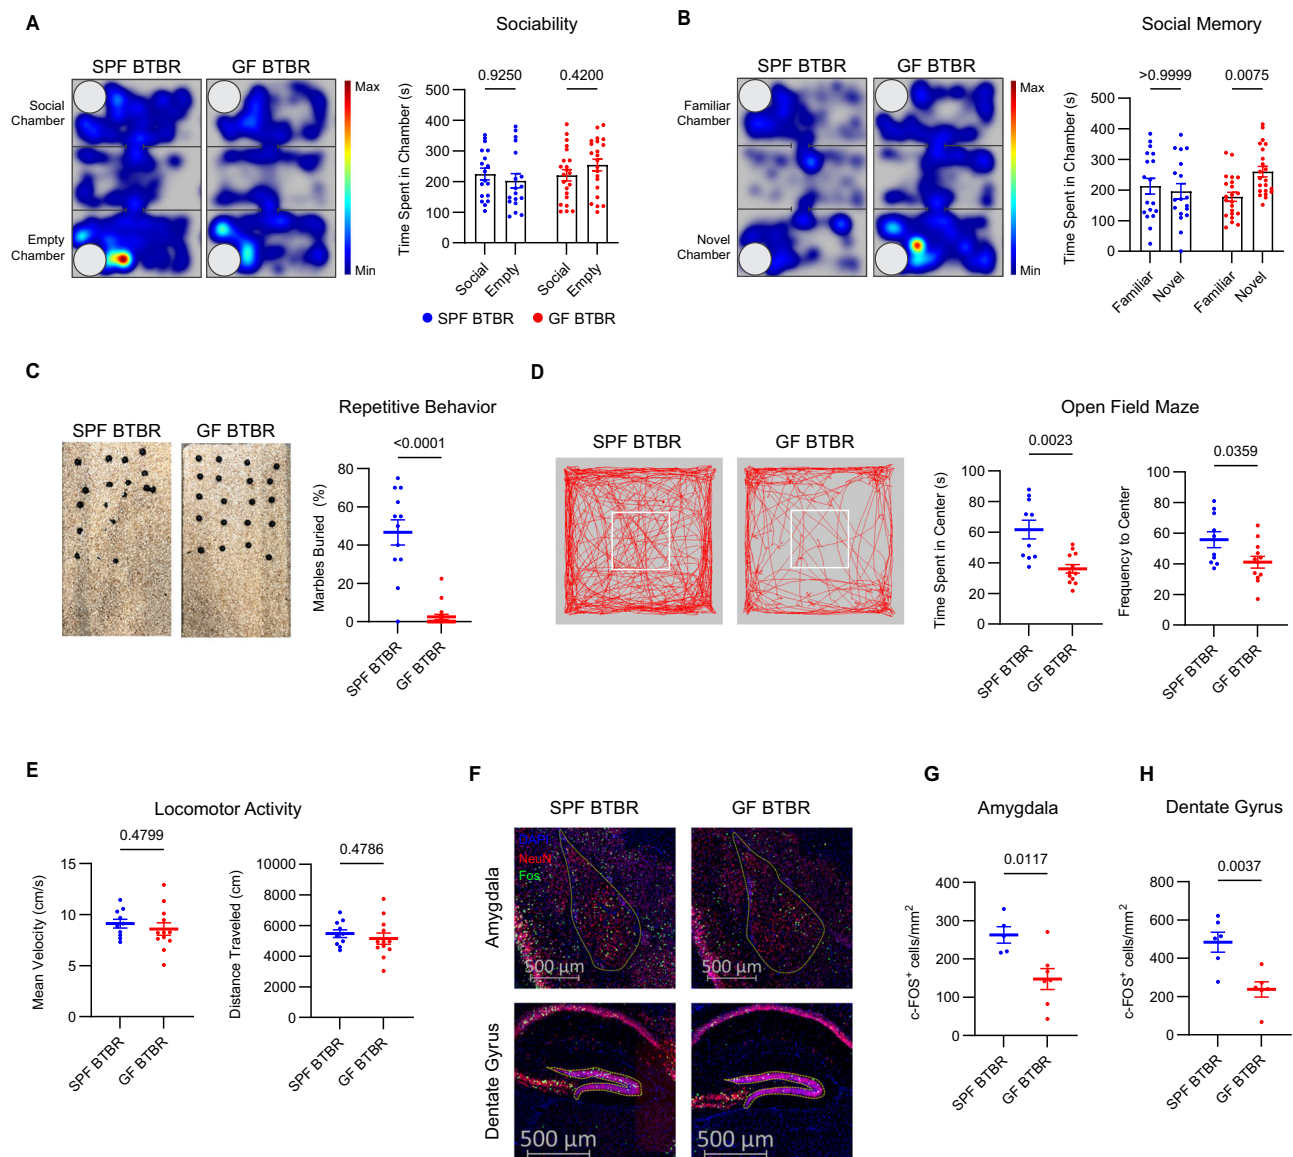 A
Sociability
SPF BTBR
GF BTBR
Social
Chamber
Empty
Chamber
Max
Min
Time Spent in Chamber (s)
0.9250
0.4200
500
400
300
200
100
0
Social
Empty
Social
Empty
SPF BTBR
GF BTBR
B
Social Memory
SPF BTBR
GF BTBR
Familiar
Chamber
Novel
Chamber
Max
Min
Time Spent in Chamber (s)
>0.9999
0.0075
500
400
300
200
100
0
Familiar
Novel
Familiar
Novel
C
Repetitive Behavior
SPF BTBR
GF BTBR
<0.0001
Marbles Buried (%)
80
60
40
20
0
SPF BTBR
GF BTBR
D
Open Field Maze
SPF BTBR
GF BTBR
0.0023
Time Spent in Center (s)
100
80
60
40
20
0
SPF BTBR
GF BTBR
0.0359
Frequency to Center
100
80
60
40
20
0
SPF BTBR
GF BTBR
E
Locomotor Activity
0.4799
Mean Velocity (cm/s)
15
10
5
0
SPF BTBR
GF BTBR
0.4786
Distance Traveled (cm)
10000
8000
6000
4000
2000
0
SPF BTBR
GF BTBR
F
SPF BTBR
GF BTBR
Amygdala
DAPI
NeuN
Fos
500 µm
500 µm
Dentate Gyrus
500 µm
500 µm
G
Amygdala
0.0117
c-FOS⁺ cells/mm²
400
300
200
100
0
SPF BTBR
GF BTBR
H
Dentate Gyrus
0.0037
c-FOS⁺ cells/mm²
800
600
400
200
0
SPF BTBR
GF BTBR